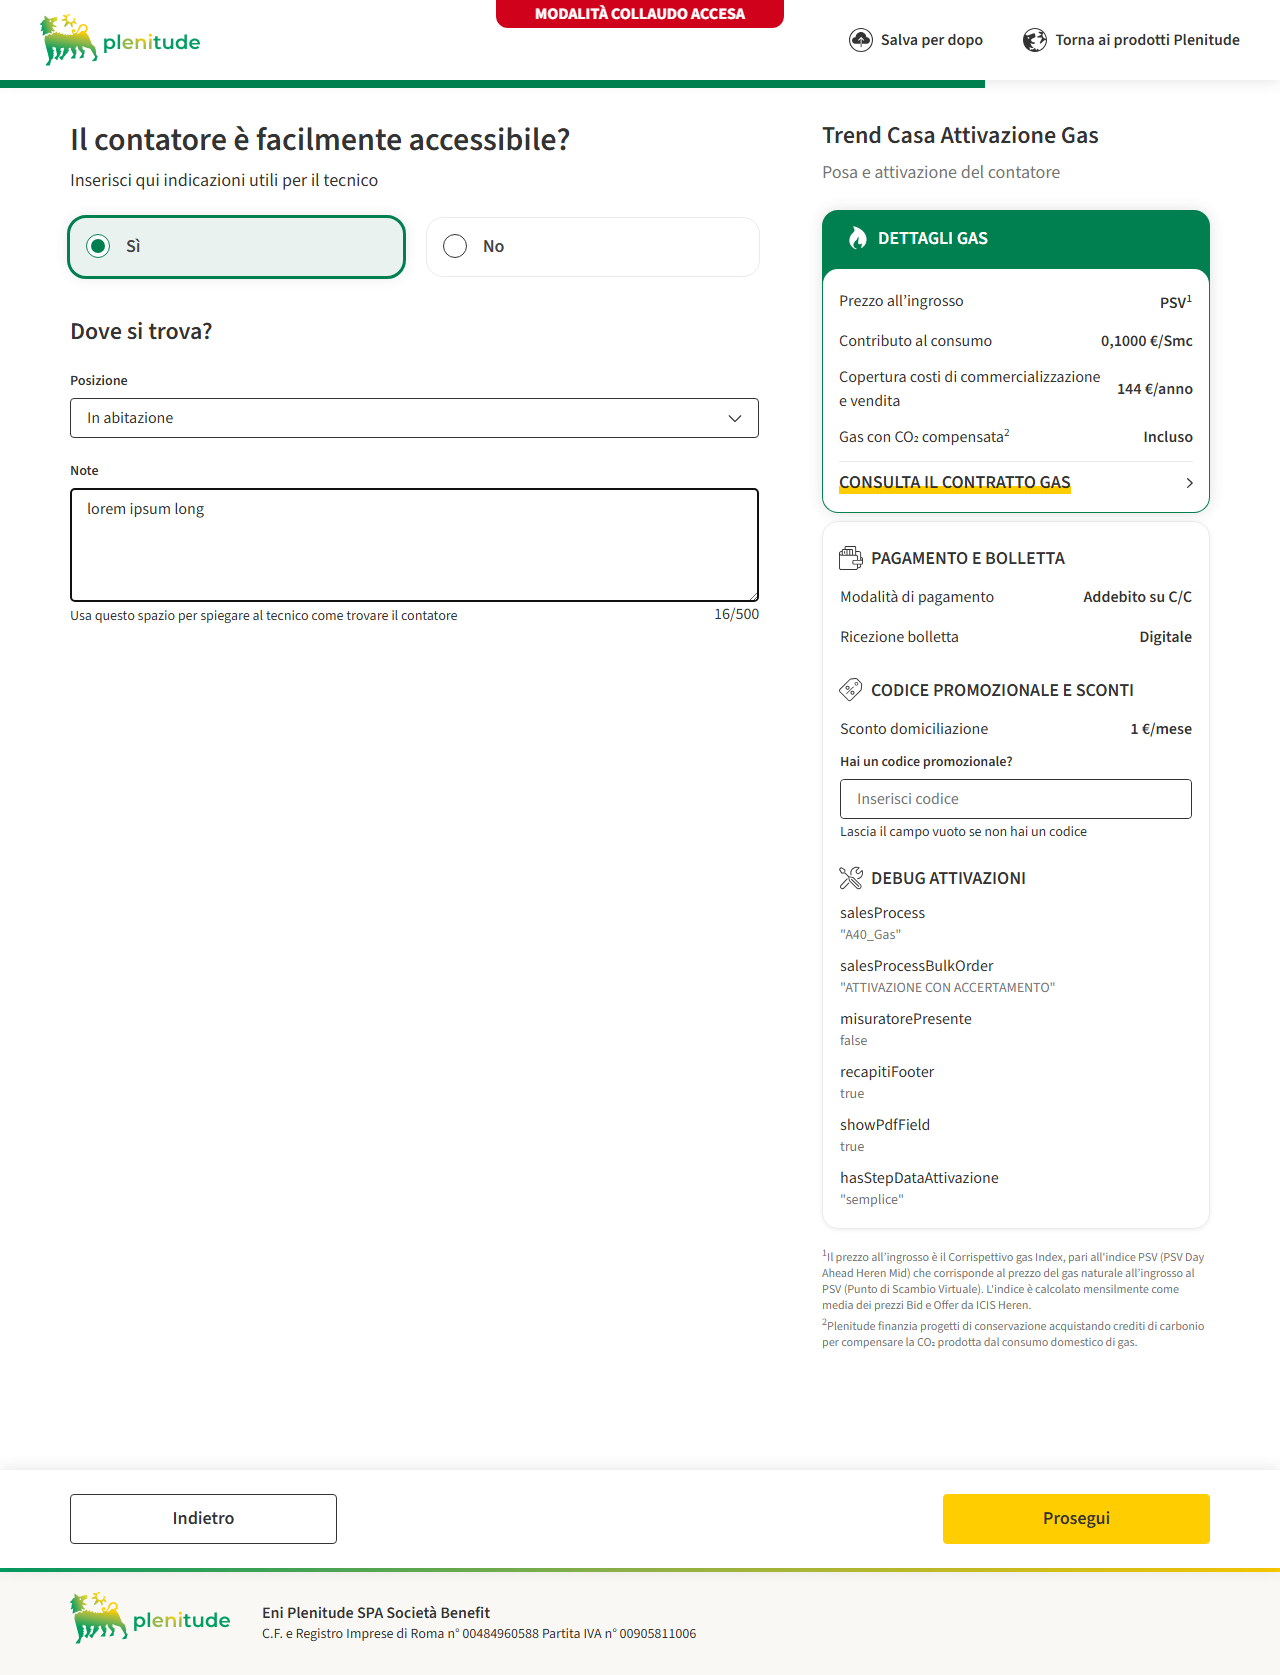 plenitude
MODALITÀ COLLAUDO ACCESA
Salva per dopo
Torna ai prodotti Plenitude
Il contatore è facilmente accessibile?
Inserisci qui indicazioni utili per il tecnico
Sì
No
Dove si trova?
Posizione
In abitazione
Note
lorem ipsum long
Usa questo spazio per spiegare al tecnico come trovare il contatore
16/500
Trend Casa Attivazione Gas
Posa e attivazione del contatore
DETTAGLI GAS
Prezzo all'ingrosso PSV¹
Contributo al consumo 0,1000 €/Smc
Copertura costi di commercializzazione
e vendita 144 €/anno
Gas con CO₂ compensata² Incluso
CONSULTA IL CONTRATTO GAS
PAGAMENTO E BOLLETTA
Modalità di pagamento Addebito su C/C
Ricezione bolletta Digitale
CODICE PROMOZIONALE E SCONTI
Sconto domiciliazione 1 €/mese
Hai un codice promozionale?
Inserisci codice
Lascia il campo vuoto se non hai un codice
DEBUG ATTIVAZIONI
salesProcess
"A40_Gas"
salesProcessBulkOrder
"ATTIVAZIONE CON ACCERTAMENTO"
misuratorePresente
false
recapitiFooter
true
showPdfField
true
hasStepDataAttivazione
"semplice"
¹Il prezzo all'ingrosso è il Corrispettivo gas Index, pari all'indice PSV (PSV Day
Ahead Heren Mid) che corrisponde al prezzo del gas naturale all'ingrosso al
PSV (Punto di Scambio Virtuale). L'indice è calcolato mensilmente come
media dei prezzi Bid e Offer da ICIS Heren.
²Plenitude finanzia progetti di conservazione acquistando crediti di carbonio
per compensare la CO₂ prodotta dal consumo domestico di gas.
Indietro
Prosegui
plenitude
Eni Plenitude SPA Società Benefit
C.F. e Registro Imprese di Roma n° 00484960588 Partita IVA n° 00905811006